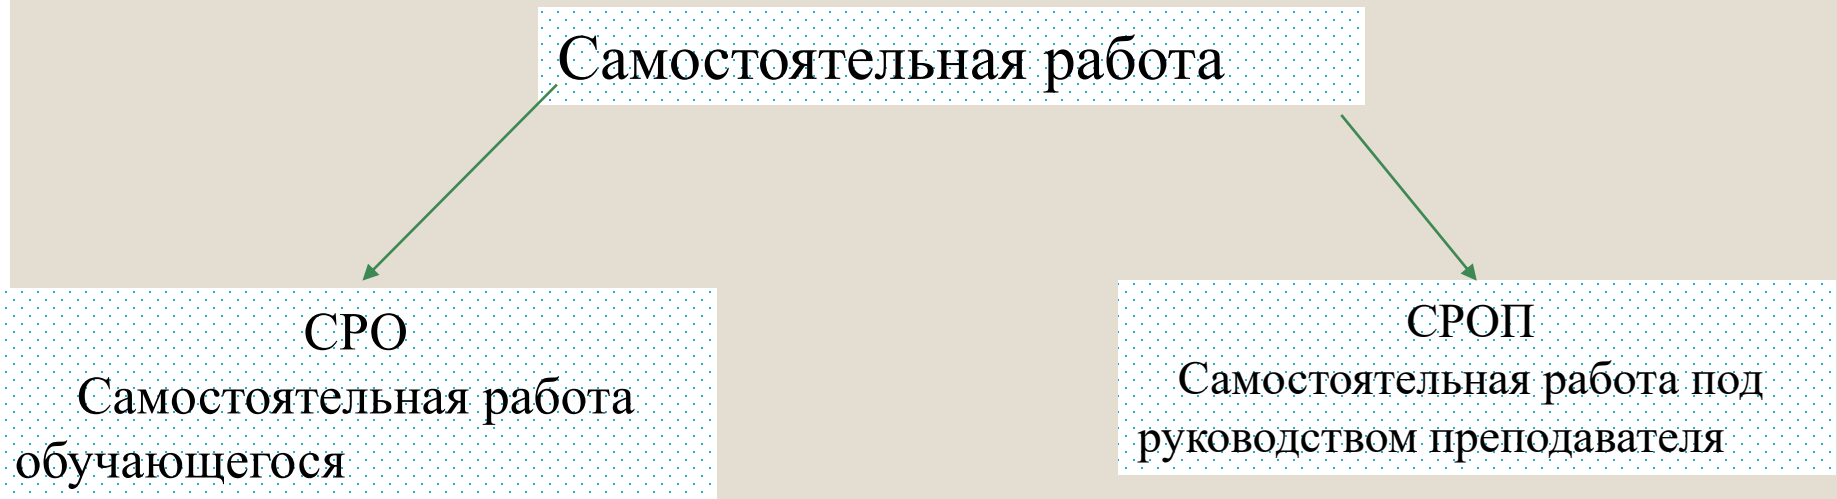 Самостоятельная работа
СРО
Самостоятельная работа
обучающегося
СРОП
Самостоятельная работа под
руководством преподавателя